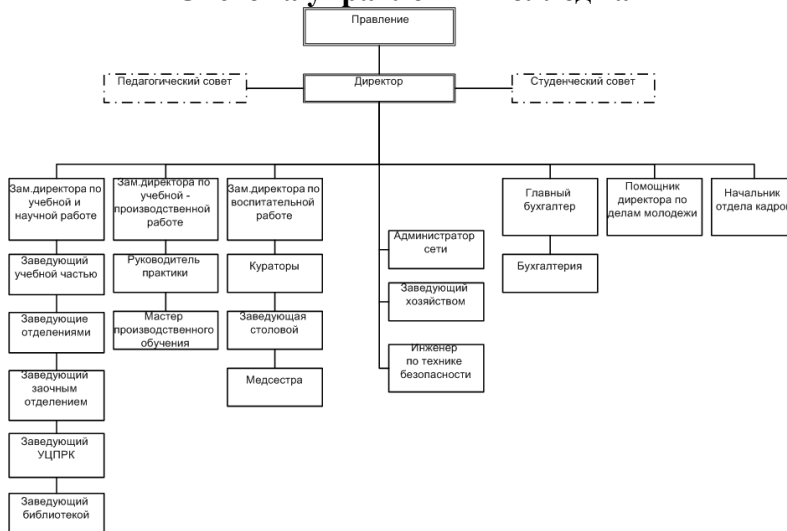 Правление
Педагогический совет
Директор
Студенческий совет
Зам.директора по
учебной и
научной работе
Зам.директора по
учебной -
производственной
работе
Зам.директора по
воспитательной
работе
Главный
бухгалтер
Помощник
директора по
делам молодежи
Начальник
отдела кадров
Заведующий
учебной частью
Заведующие
отделениями
Заведующий
заочным
отделением
Заведующий
УЦПРК
Заведующий
библиотекой
Руководитель
практики
Мастер
производственного
обучения
Кураторы
Заведующая
столовой
Медсестра
Администратор
сети
Заведующий
хозяйством
Инженер
по технике
безопасности
Бухгалтерия